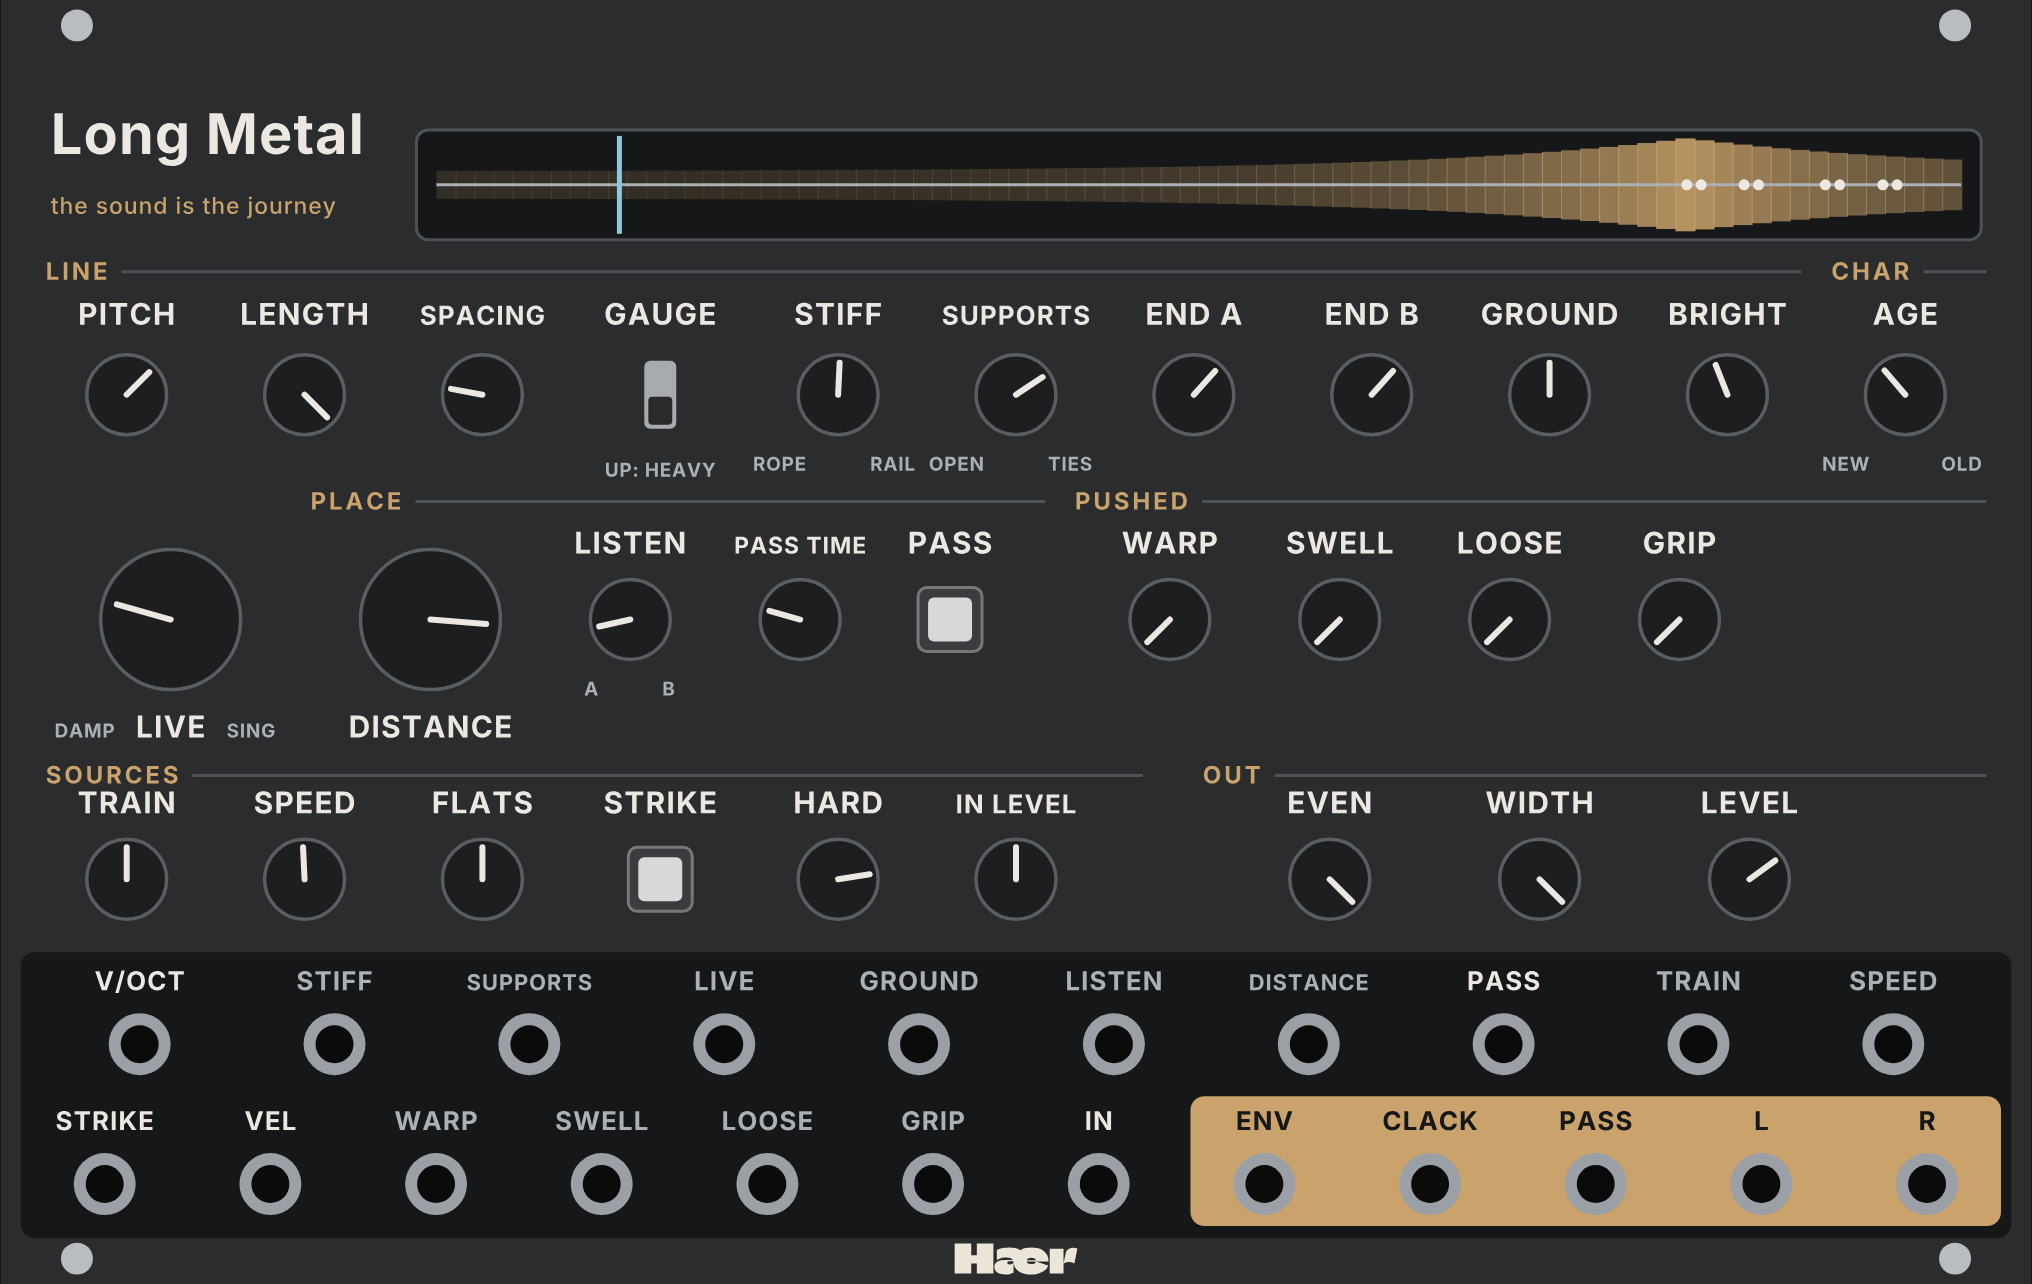 Long Metal
the sound is the journey
LINE CHAR
PITCH LENGTH SPACING GAUGE STIFF SUPPORTS END A END B GROUND BRIGHT AGE
UP: HEAVY ROPE RAIL OPEN TIES NEW OLD
PLACE PUSHED
LISTEN PASS TIME PASS WARP SWELL LOOSE GRIP
A B
DAMP LIVE SING DISTANCE
SOURCES OUT
TRAIN SPEED FLATS STRIKE HARD IN LEVEL EVEN WIDTH LEVEL
V/OCT STIFF SUPPORTS LIVE GROUND LISTEN DISTANCE PASS TRAIN SPEED
STRIKE VEL WARP SWELL LOOSE GRIP IN ENV CLACK PASS L R
Hær